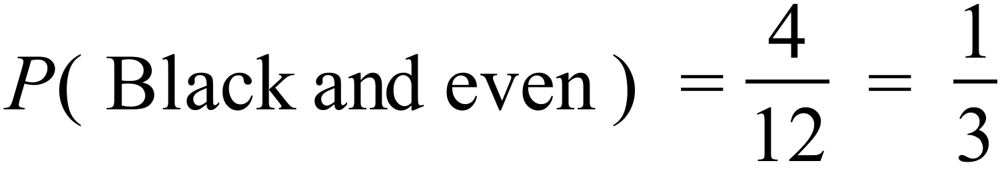 P( Black and even ) = 4/12 = 1/3